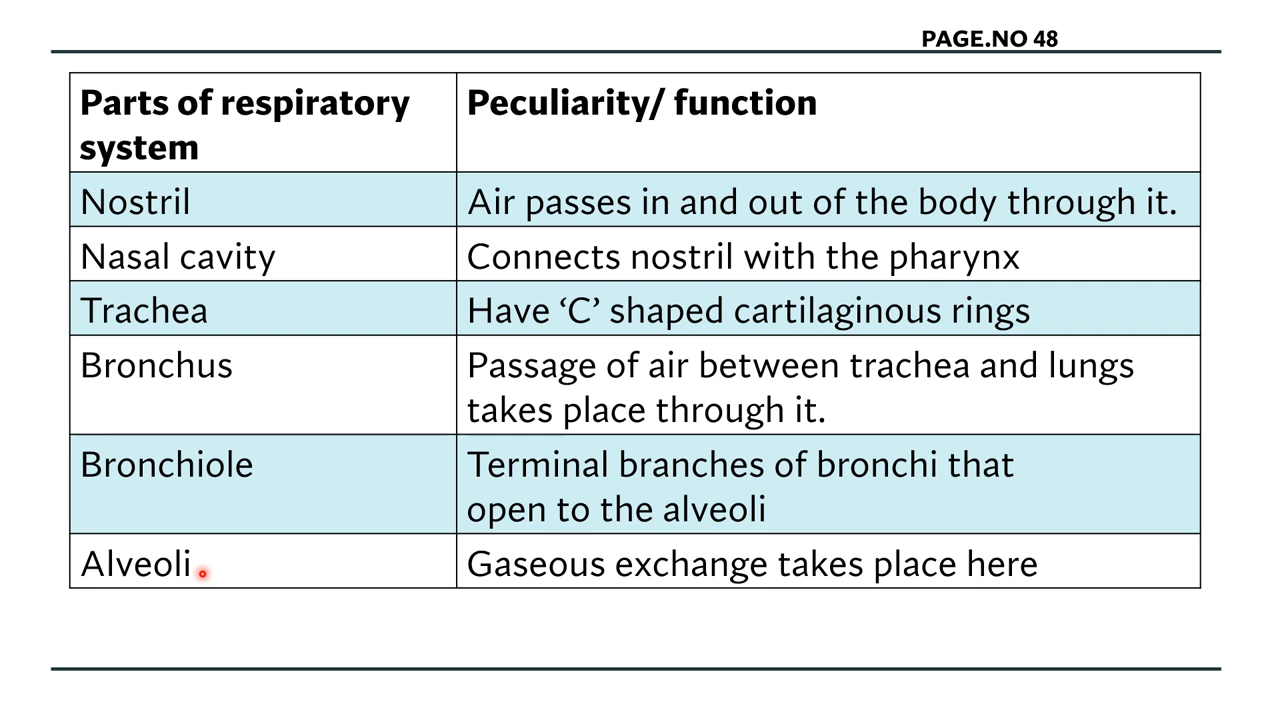 PAGE.NO 48
Parts of respiratory
system
Peculiarity/ function
Nostril
Air passes in and out of the body through it.
Nasal cavity
Connects nostril with the pharynx
Trachea
Have ‘C’ shaped cartilaginous rings
Bronchus
Passage of air between trachea and lungs
takes place through it.
Bronchiole
Terminal branches of bronchi that
open to the alveoli
Alveoli
Gaseous exchange takes place here